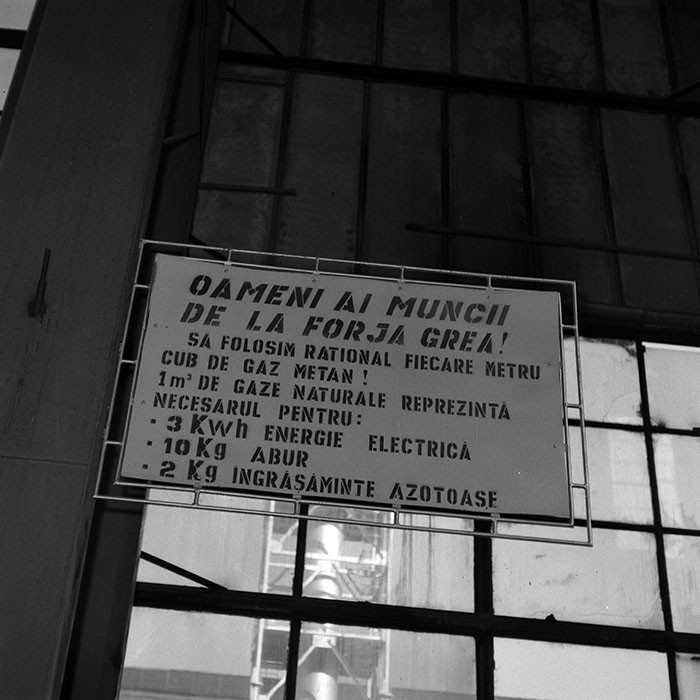 OAMENI AI MUNCII
DE LA FORJA GREA!
SA FOLOSIM RATIONAL FIECARE METRU
CUB DE GAZ METAN!
1m³ DE GAZE NATURALE REPREZINTĂ
NECESARUL PENTRU:
· 3 Kwh ENERGIE ELECTRICĂ
· 10 Kg ABUR
· 2 Kg INGRĂSĂMINTE AZOTOASE